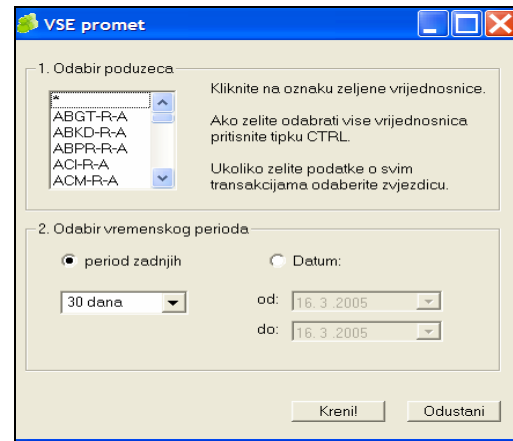 VSE promet
1. Odabir poduzeca
*
ABGT-R-A
ABKD-R-A
ABPR-R-A
ACI-R-A
ACM-R-A
Kliknite na oznaku zeljene vrijednosnice.
Ako zelite odabrati vise vrijednosnica
pritisnite tipku CTRL.
Ukoliko zelite podatke o svim
transakcijama odaberite zvjezdicu.
2. Odabir vremenskog perioda
period zadnjih
Datum:
30 dana
od: 16. 3 .2005
do: 16. 3 .2005
Kreni!
Odustani